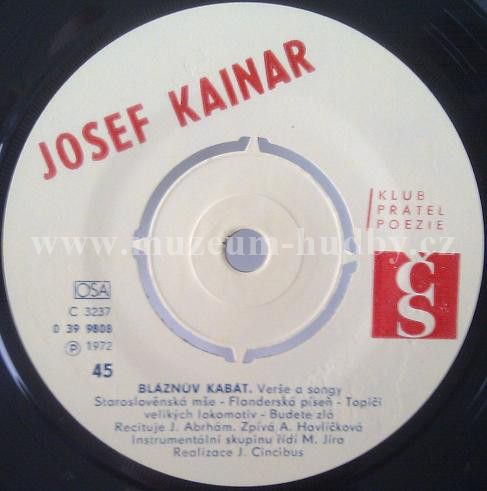 JOSEF KAINAR
KLUB
PŘÁTEL
POEZIE
www.muzeum-hudby.cz
ČS
OSA
C 3237
0 39 9808
Ⓟ 1972
45
BLÁZNŮV KABÁT. Verše a songy
Staroslověnská mše - Flanderská píseň - Topiči
velikých lokomotiv - Budete zlá
Recituje J. Abrhám. Zpívá A. Havlíčková
Instrumentální skupinu řídí M. Jíra
Realizace J. Cincibus